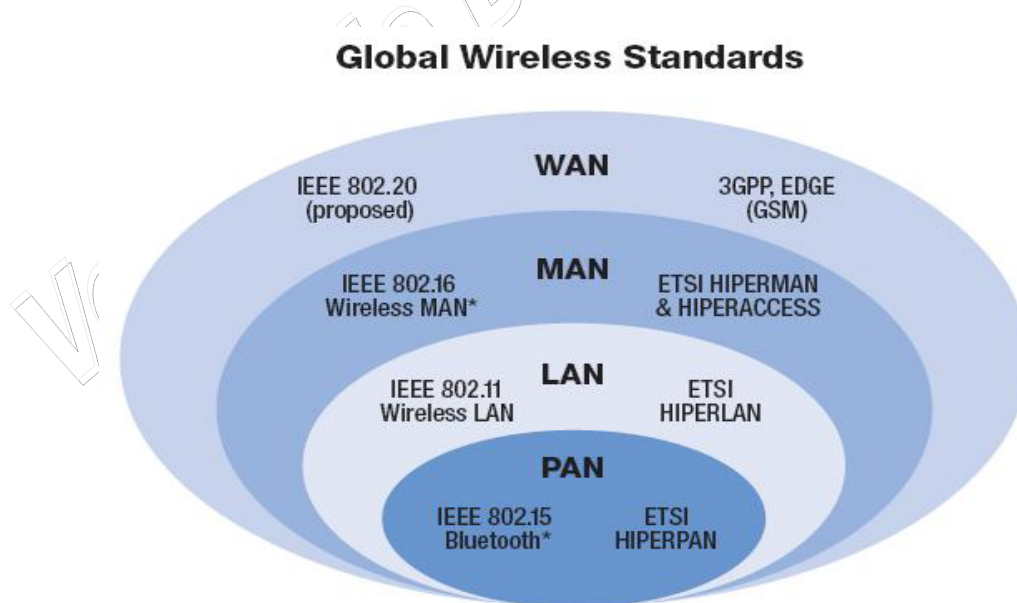 Global Wireless Standards
WAN
IEEE 802.20
(proposed)
3GPP, EDGE
(GSM)
MAN
IEEE 802.16
Wireless MAN*
ETSI HIPERMAN
& HIPERACCESS
LAN
IEEE 802.11
Wireless LAN
ETSI
HIPERLAN
PAN
IEEE 802.15
Bluetooth*
ETSI
HIPERPAN